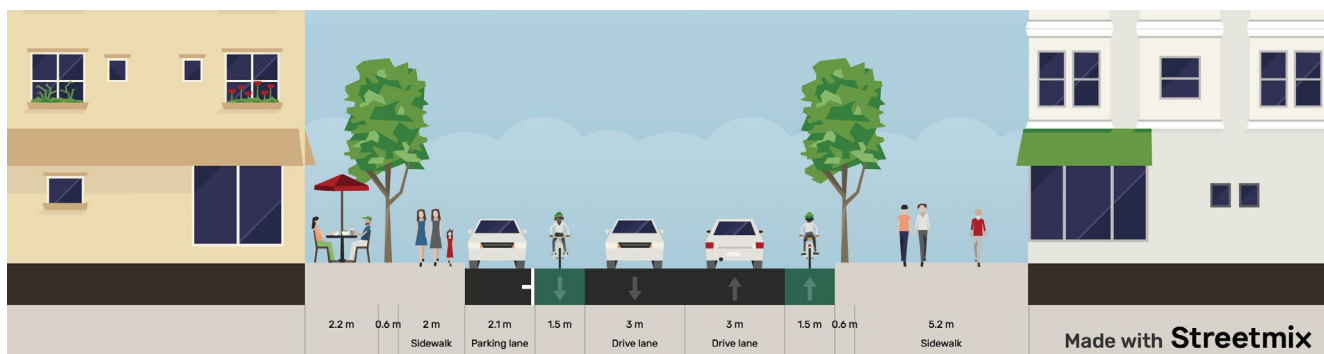 2.2 m 0.6 m 2 m 2.1 m 1.5 m 3 m 3 m 1.5 m 0.6 m 5.2 m
Sidewalk Parking lane Drive lane Drive lane Sidewalk
Made with Streetmix